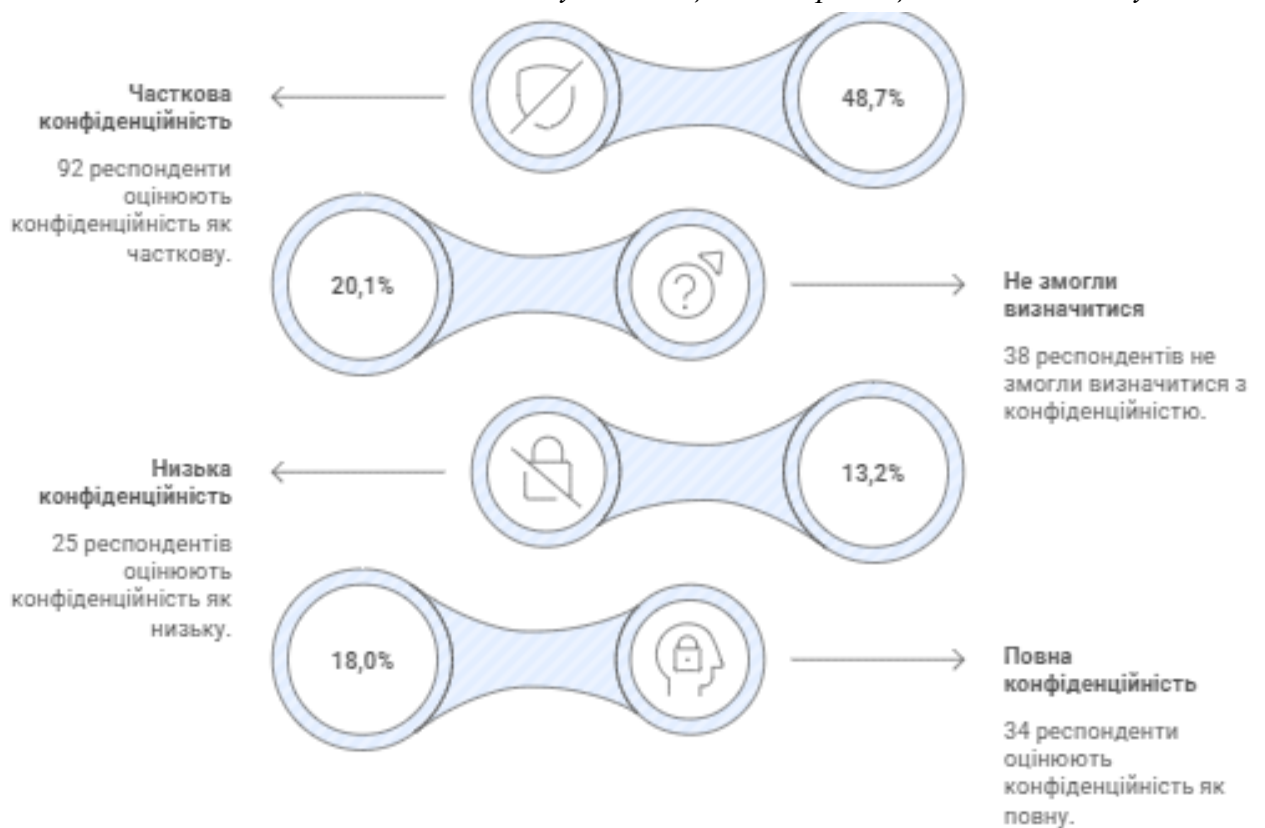 Часткова
конфіденційність
92 респонденти
оцінюють
конфіденційність як
часткову.
48,7%
20,1%
Не змогли
визначитися
38 респондентів не
змогли визначитися з
конфіденційністю.
Низька
конфіденційність
25 респондентів
оцінюють
конфіденційність як
низьку.
13,2%
18,0%
Повна
конфіденційність
34 респонденти
оцінюють
конфіденційність як
повну.